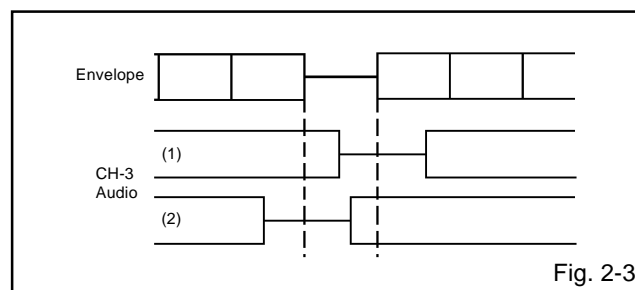 Envelope
(1)
CH-3
Audio
(2)
Fig. 2-3